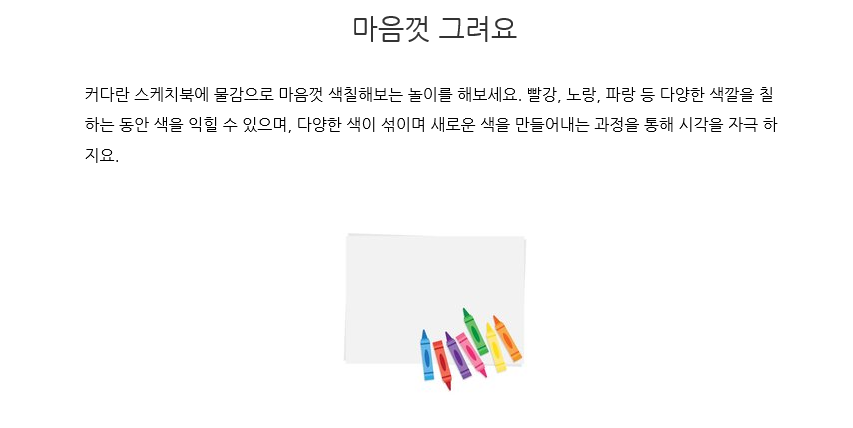 마음껏 그려요
커다란 스케치북에 물감으로 마음껏 색칠해보는 놀이를 해보세요. 빨강, 노랑, 파랑 등 다양한 색깔을 칠
하는 동안 색을 익힐 수 있으며, 다양한 색이 섞이며 새로운 색을 만들어내는 과정을 통해 시각을 자극 하
지요.